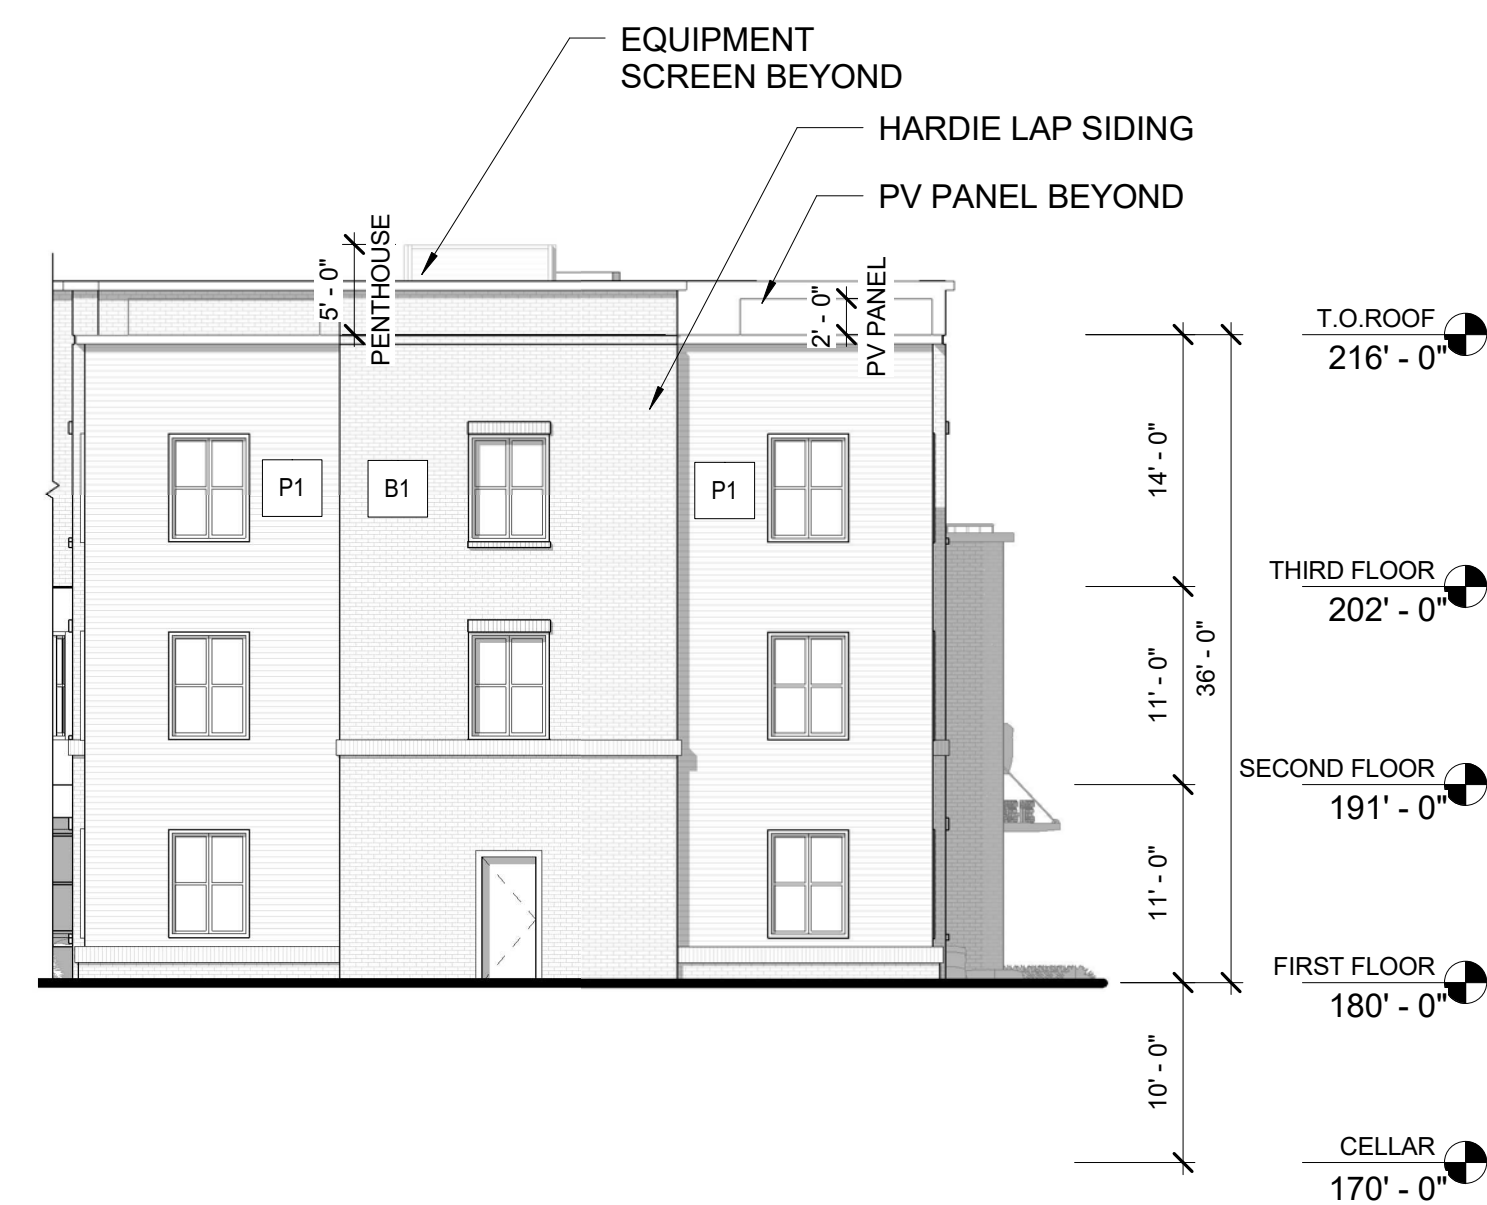 EQUIPMENT
SCREEN BEYOND
HARDIE LAP SIDING
PV PANEL BEYOND
5' - 0"
PENTHOUSE
2' - 0"
PV PANEL
T.O.ROOF
216' - 0"
P1
B1
P1
14' - 0"
THIRD FLOOR
202' - 0"
11' - 0"
36' - 0"
SECOND FLOOR
191' - 0"
11' - 0"
FIRST FLOOR
180' - 0"
10' - 0"
CELLAR
170' - 0"